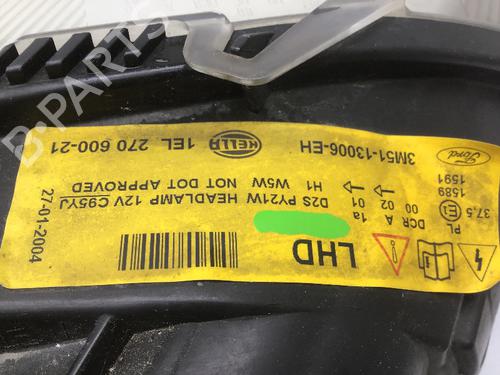 B-PARTS
Ford 3M51-13006-EH HELLA 1EL 270 600-21
37,5 E1 DCR A 1a D2S PY21W HEADLAMP 12V C95YJ
PL 00 02 01 H1 W5W NOT DOT APPROVED
1589
1591
LHD
27-01-2004